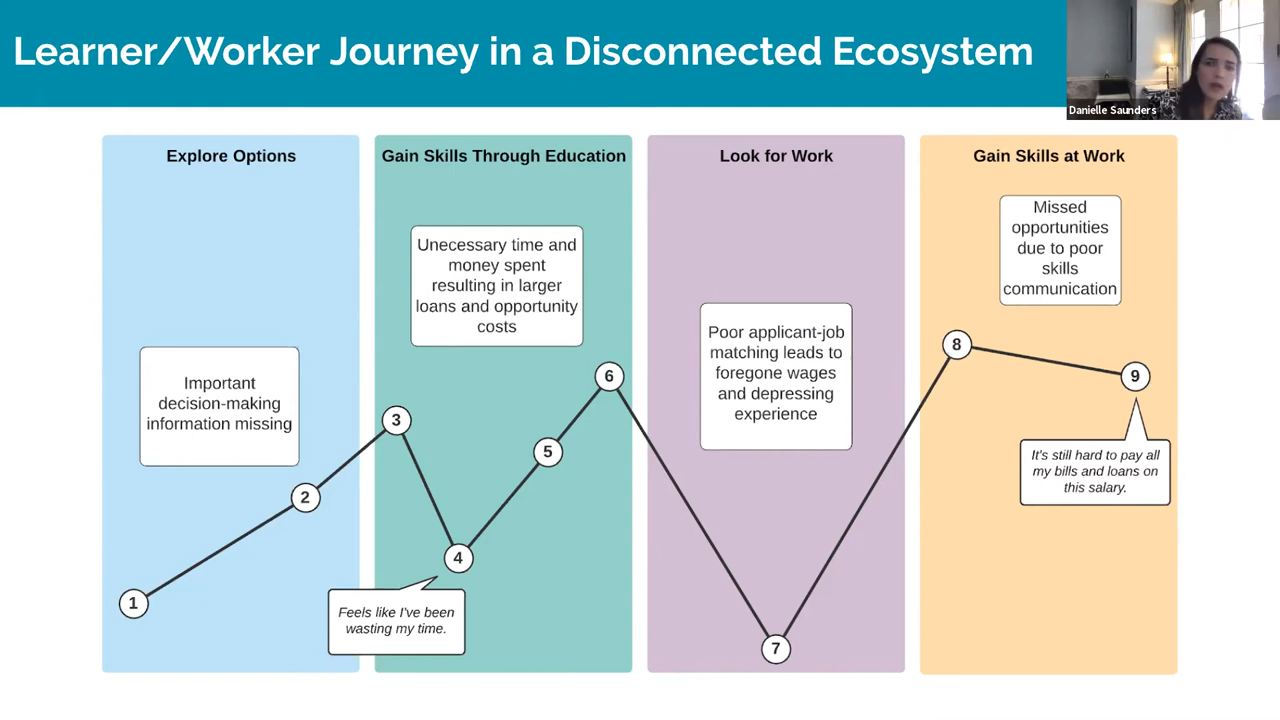 Learner/Worker Journey in a Disconnected Ecosystem
Danielle Saunders
Explore Options
Gain Skills Through Education
Look for Work
Gain Skills at Work
Important
decision-making
information missing
Unecessary time and
money spent
resulting in larger
loans and opportunity
costs
Poor applicant-job
matching leads to
foregone wages
and depressing
experience
Missed
opportunities
due to poor
skills
communication
1
2
3
4
5
6
7
8
9
Feels like I've been
wasting my time.
It's still hard to pay all
my bills and loans on
this salary.